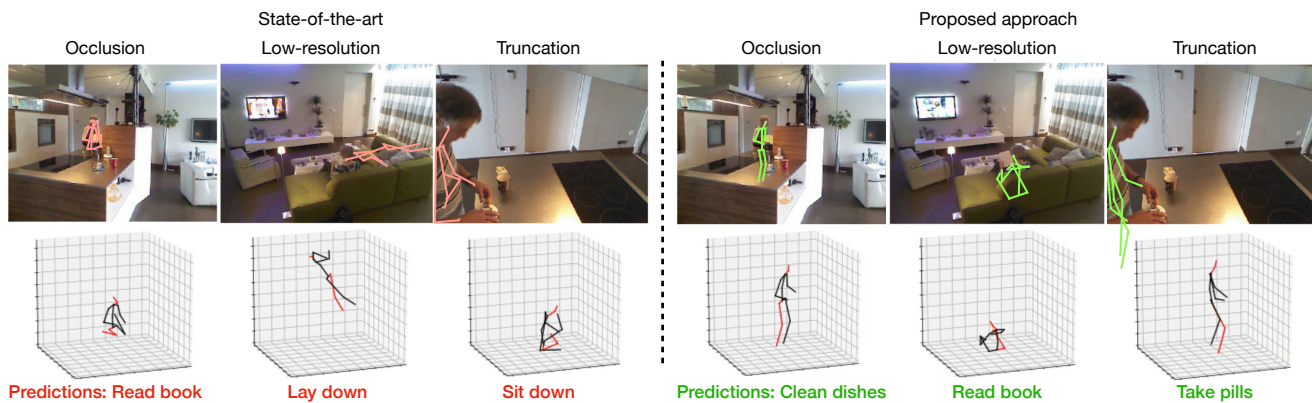 State-of-the-art
Proposed approach
Occlusion
Low-resolution
Truncation
Occlusion
Low-resolution
Truncation
Predictions: Read book
Lay down
Sit down
Predictions: Clean dishes
Read book
Take pills